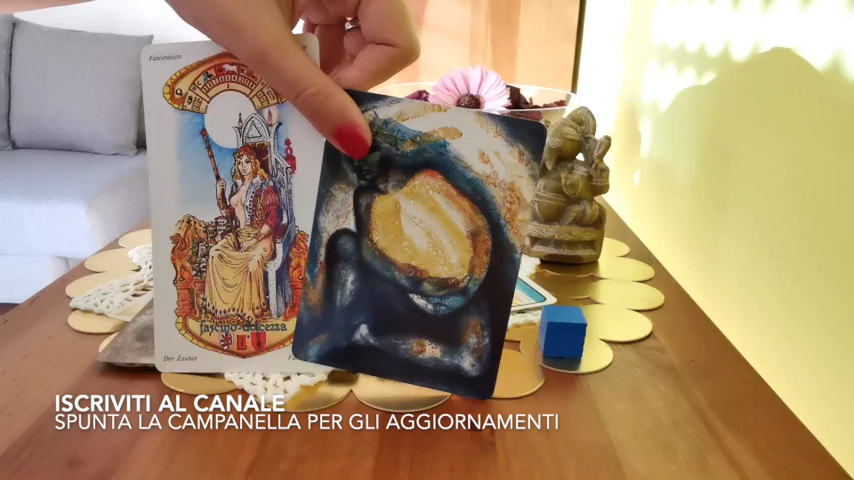 Fascination
fascino-dolcezza
Der Zauber
ISCRIVITI AL CANALE
SPUNTA LA CAMPANELLA PER GLI AGGIORNAMENTI